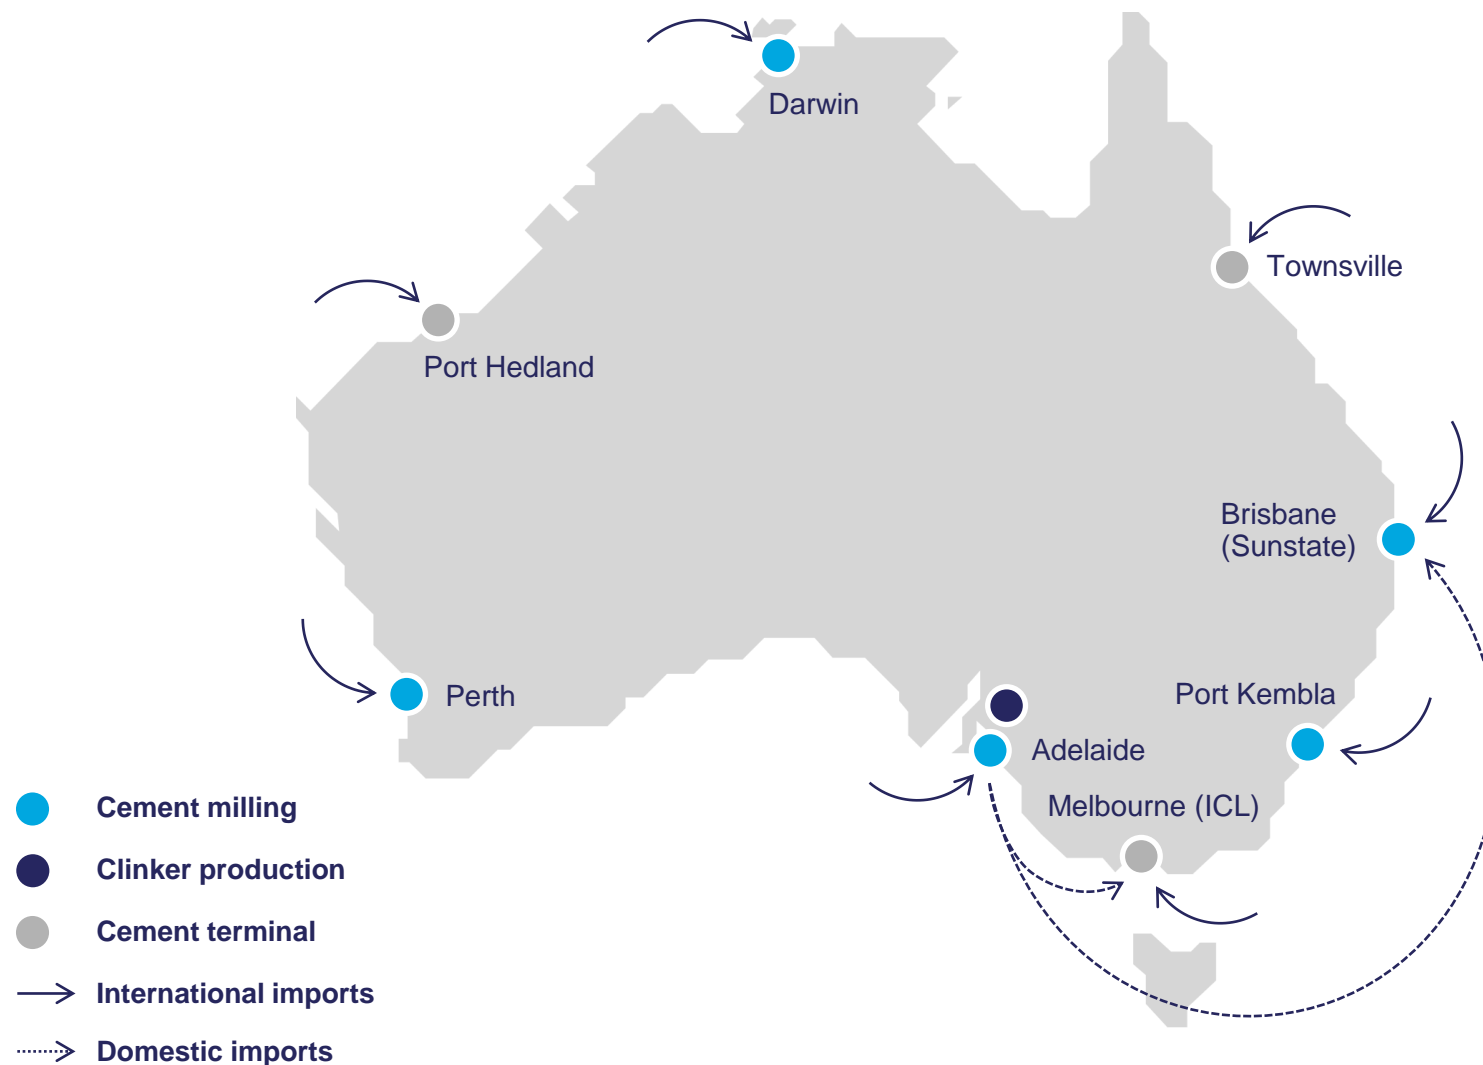 Darwin
Townsville
Port Hedland
Brisbane
(Sunstate)
Perth
Port Kembla
Adelaide
Melbourne (ICL)
Cement milling
Clinker production
Cement terminal
International imports
Domestic imports